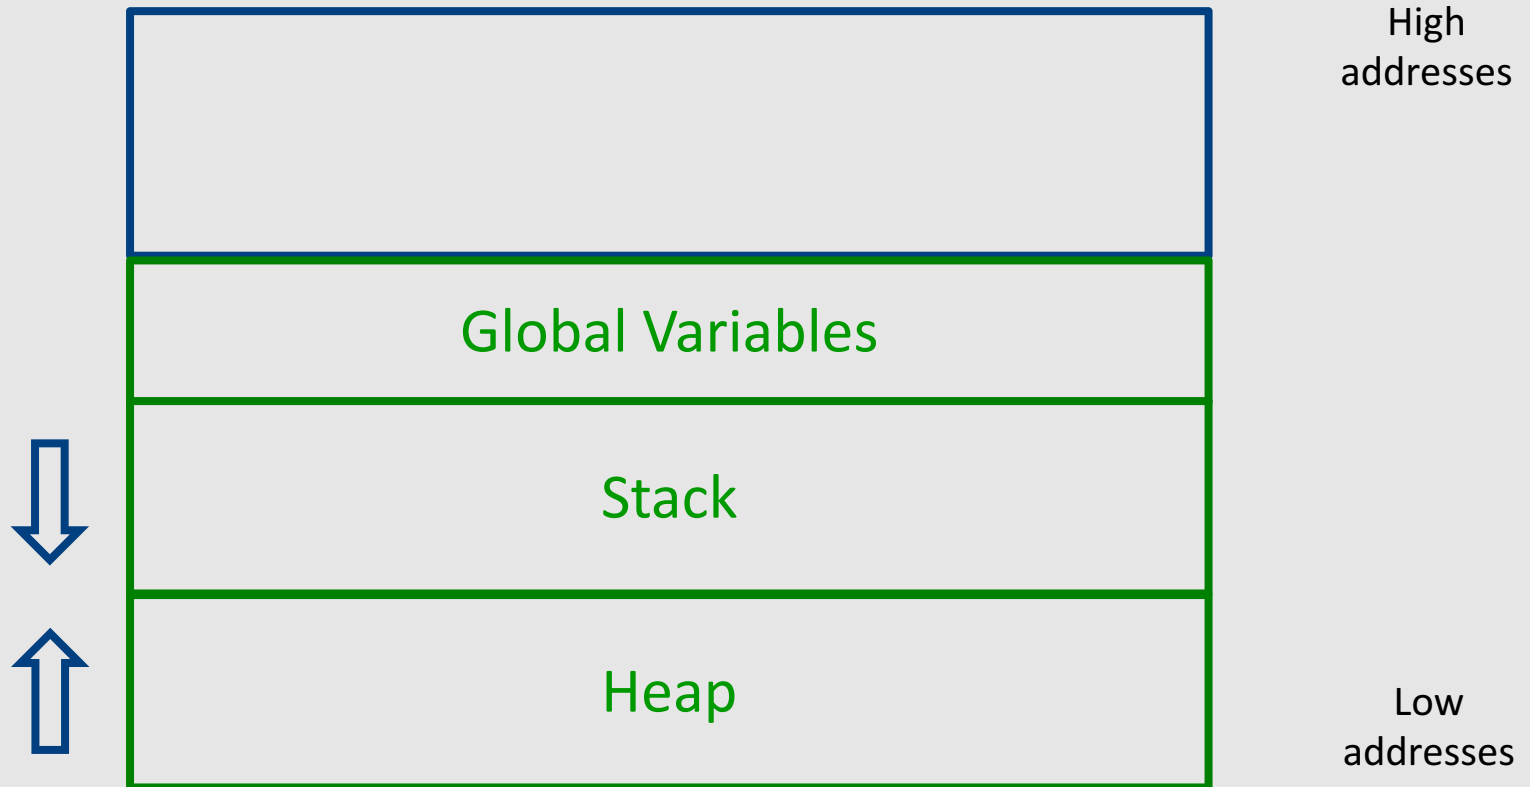 High
addresses
Global Variables
Stack
Heap
Low
addresses